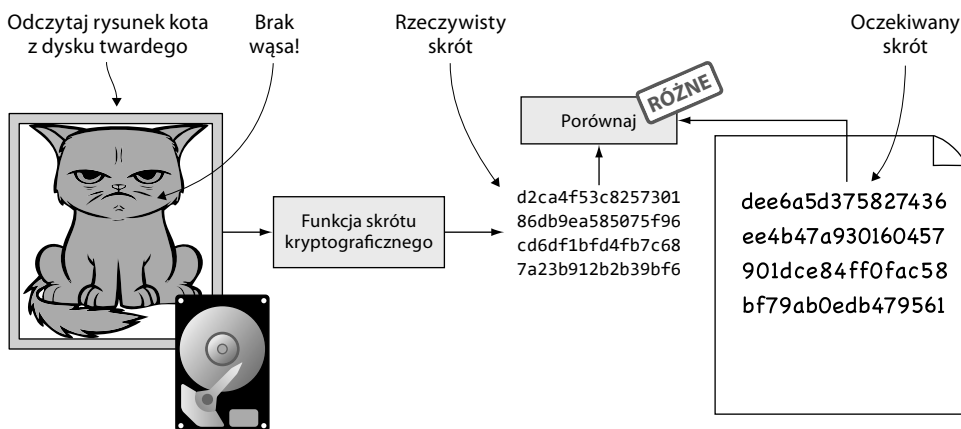 Odczytaj rysunek kota
z dysku twardego
Brak
wąsa!
Rzeczywisty
skrót
Oczekiwany
skrót
RÓŻNE
Porównaj
Funkcja skrótu
kryptograficznego
d2ca4f53c8257301
86db9ea585075f96
cd6df1bfd4fb7c68
7a23b912b2b39bf6
dee6a5d375827436
ee4b47a930160457
901dce84ff0fac58
bf79ab0edb479561